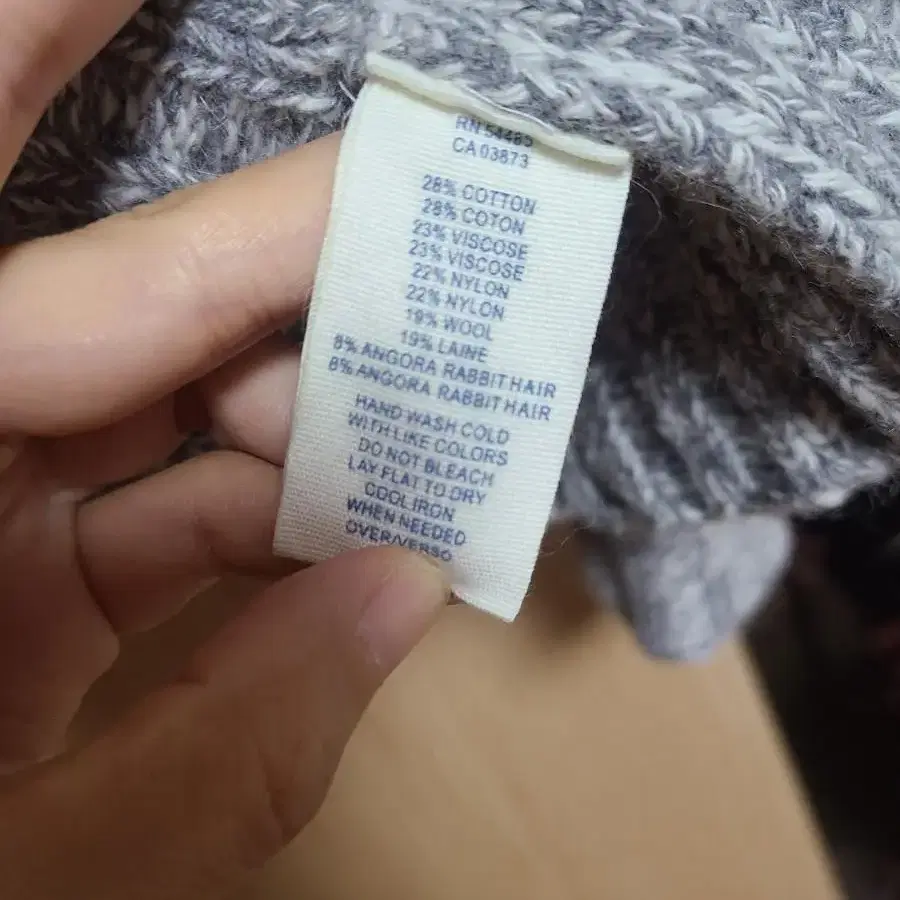 RN 54485
CA 03873
28% COTTON
28% COTON
23% VISCOSE
23% VISCOSE
22% NYLON
22% NYLON
19% WOOL
19% LAINE
8% ANGORA RABBIT HAIR
8% ANGORA RABBIT HAIR
HAND WASH COLD
WITH LIKE COLORS
DO NOT BLEACH
LAY FLAT TO DRY
COOL IRON
WHEN NEEDED
OVER/VERSO